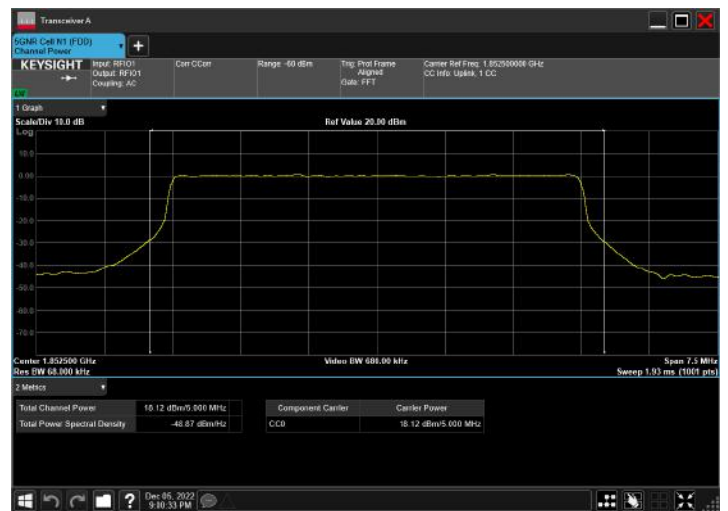 Transceiver A
5GNR Cell N1 (FDD)
Channel Power
KEYSIGHT
Input: RFIO1
Output: RFIO1
Coupling: AC
Corr CCorr
Range -60 dBm
Trig: Prot Frame
Aligned
Gate: FFT
Carrier Ref Freq: 1.852500000 GHz
CC Info: Uplink, 1 CC
1 Graph
Scale/Div 10.0 dB
Ref Value 20.00 dBm
Log
10.0
0.00
-10.0
-20.0
-30.0
-40.0
-50.0
-60.0
-70.0
Center 1.852500 GHz
Video BW 680.00 kHz
Span 7.5 MHz
Res BW 68.000 kHz
Sweep 1.93 ms (1001 pts)
2 Metrics
Total Channel Power 18.12 dBm/5.000 MHz
Total Power Spectral Density -48.87 dBm/Hz
Component Carrier Carrier Power
CC0 18.12 dBm/5.000 MHz
?
Dec 05, 2022
9:10:33 PM